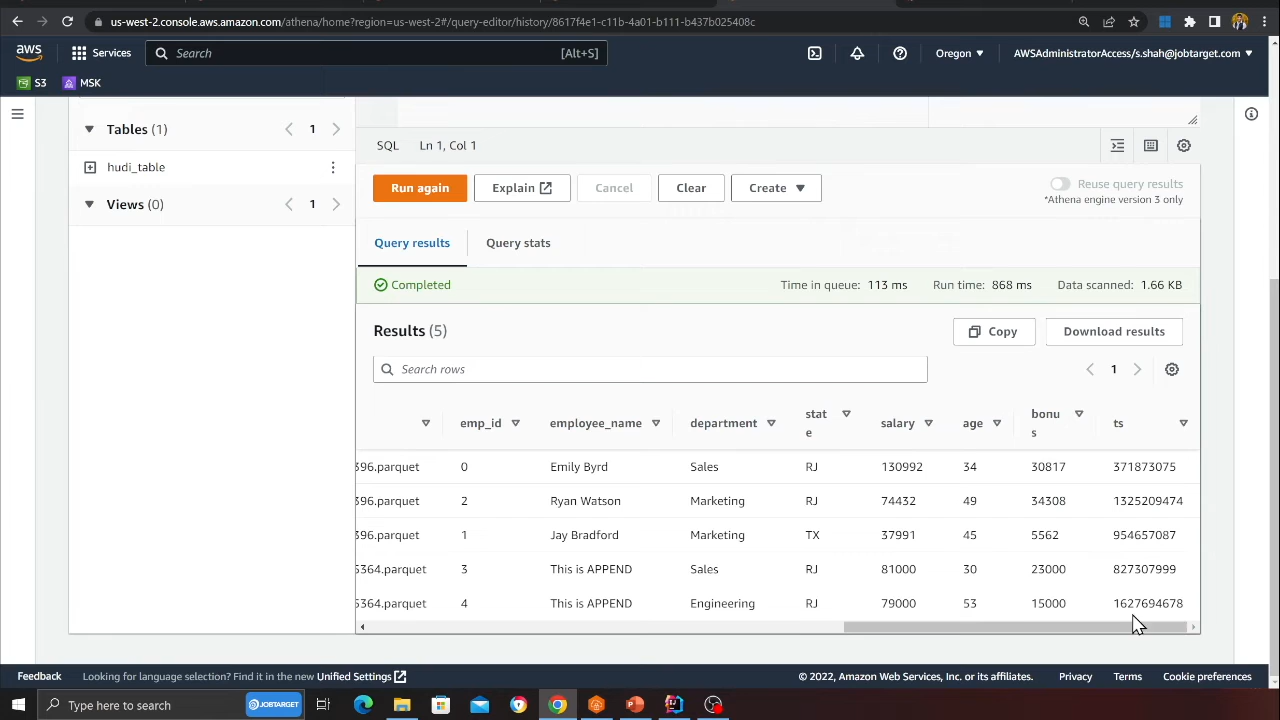 us-west-2.console.aws.amazon.com/athena/home?region=us-west-2#/query-editor/history/8617f4e1-c11b-4a01-b111-b437b025408c
aws Services Search [Alt+S] Oregon AWSAdministratorAccess/s.shah@jobtarget.com
S3 MSK
Tables (1) 1
SQL Ln 1, Col 1
hudi_table
Run again Explain Cancel Clear Create Reuse query results
*Athena engine version 3 only
Views (0) 1
Query results Query stats
Completed Time in queue: 113 ms Run time: 868 ms Data scanned: 1.66 KB
Results (5) Copy Download results
Search rows 1
emp_id employee_name department state salary age bonus ts
396.parquet 0 Emily Byrd Sales RJ 130992 34 30817 371873075
396.parquet 2 Ryan Watson Marketing RJ 74432 49 34308 1325209474
396.parquet 1 Jay Bradford Marketing TX 37991 45 5562 954657087
5364.parquet 3 This is APPEND Sales RJ 81000 30 23000 827307999
5364.parquet 4 This is APPEND Engineering RJ 79000 53 15000 1627694678
Feedback Looking for language selection? Find it in the new Unified Settings © 2022, Amazon Web Services, Inc. or its affiliates. Privacy Terms Cookie preferences
Type here to search JOBTARGET